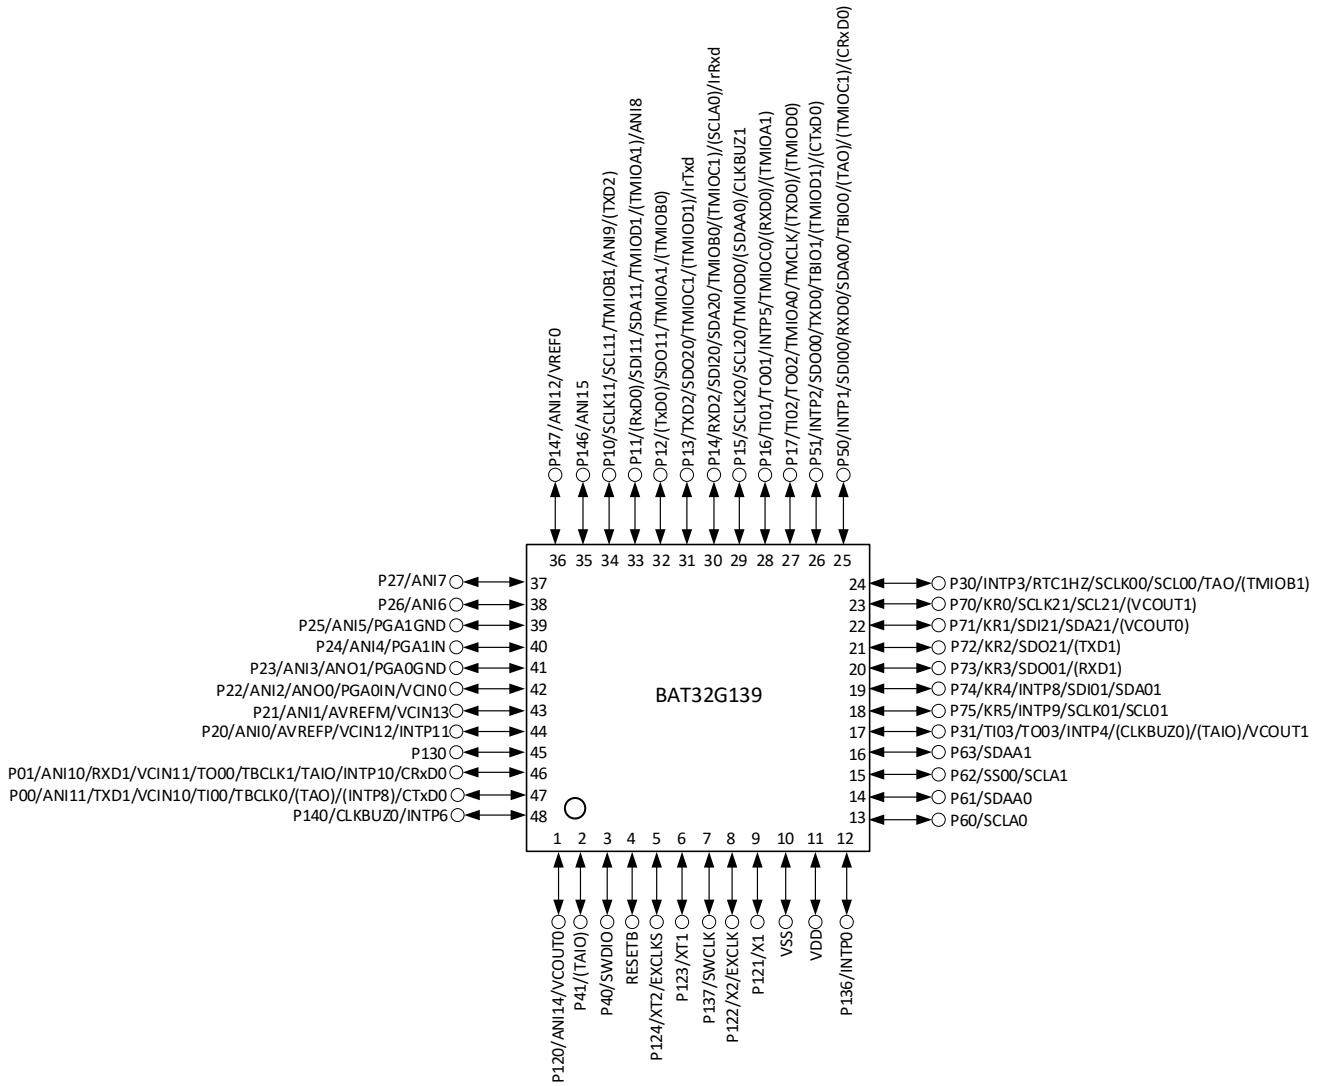 P147/ANI12/VREF0
P146/ANI15
P10/SCLK11/SCL11/TMIOB1/ANI9/(TXD2)
P11/(RxD0)/SDI11/SDA11/TMIOD1/(TMIOA1)/ANI8
P12/(TxD0)/SDO11/TMIOA1/(TMIOB0)
P13/TXD2/SDO20/TMIOC1/(TMIOD1)/IrTxd
P14/RXD2/SDI20/SDA20/TMIOB0/(TMIOC1)/(SCLA0)/IrRxd
P15/SCLK20/SCL20/TMIOD0/(SDAA0)/CLKBUZ1
P16/TI01/TO01/INTP5/TMIOC0/(RXD0)/(TMIOA1)
P17/TI02/TO02/TMIOA0/TMCLK/(TXD0)/(TMIOD0)
P51/INTP2/SDO00/TXD0/TBIO1/(TMIOD1)/(CTxD0)
P50/INTP1/SDI00/RXD0/SDA00/TBIO0/(TAO)/(TMIOC1)/(CRxD0)
36 35 34 33 32 31 30 29 28 27 26 25
P27/ANI7 37
P26/ANI6 38
P25/ANI5/PGA1GND 39
P24/ANI4/PGA1IN 40
P23/ANI3/ANO1/PGA0GND 41
P22/ANI2/ANO0/PGA0IN/VCIN0 42
P21/ANI1/AVREFM/VCIN13 43
P20/ANI0/AVREFP/VCIN12/INTP11 44
P130 45
P01/ANI10/RXD1/VCIN11/TO00/TBCLK1/TAIO/INTP10/CRxD0 46
P00/ANI11/TXD1/VCIN10/TI00/TBCLK0/(TAO)/(INTP8)/CTxD0 47
P140/CLKBUZ0/INTP6 48
BAT32G139
24 P30/INTP3/RTC1HZ/SCLK00/SCL00/TAO/(TMIOB1)
23 P70/KR0/SCLK21/SCL21/(VCOUT1)
22 P71/KR1/SDI21/SDA21/(VCOUT0)
21 P72/KR2/SDO21/(TXD1)
20 P73/KR3/SDO01/(RXD1)
19 P74/KR4/INTP8/SDI01/SDA01
18 P75/KR5/INTP9/SCLK01/SCL01
17 P31/TI03/TO03/INTP4/(CLKBUZ0)/(TAIO)/VCOUT1
16 P63/SDAA1
15 P62/SS00/SCLA1
14 P61/SDAA0
13 P60/SCLA0
1 2 3 4 5 6 7 8 9 10 11 12
P120/ANI14/VCOUT0
P41/(TAIO)
P40/SWDIO
RESETB
P124/XT2/EXCLKS
P123/XT1
P137/SWCLK
P122/X2/EXCLK
P121/X1
VSS
VDD
P136/INTP0